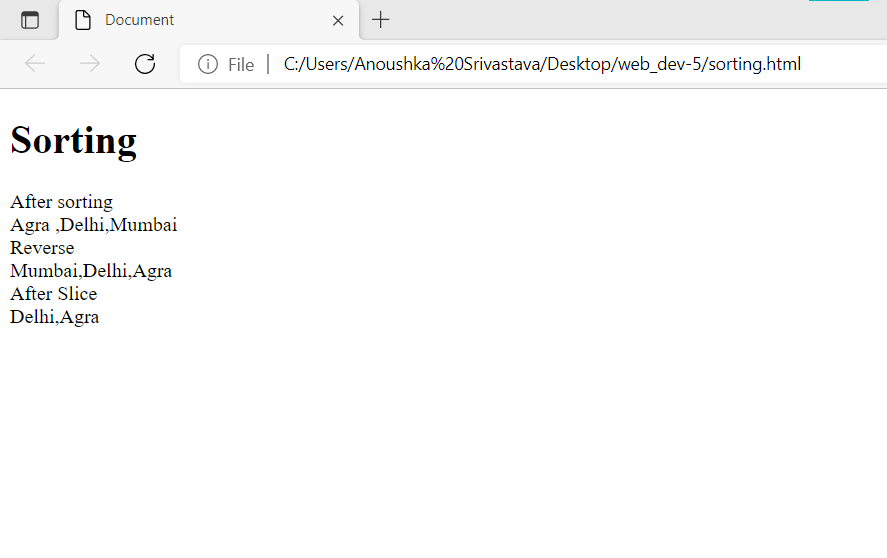 Document
File | C:/Users/Anoushka%20Srivastava/Desktop/web_dev-5/sorting.html
Sorting
After sorting
Agra ,Delhi,Mumbai
Reverse
Mumbai,Delhi,Agra
After Slice
Delhi,Agra